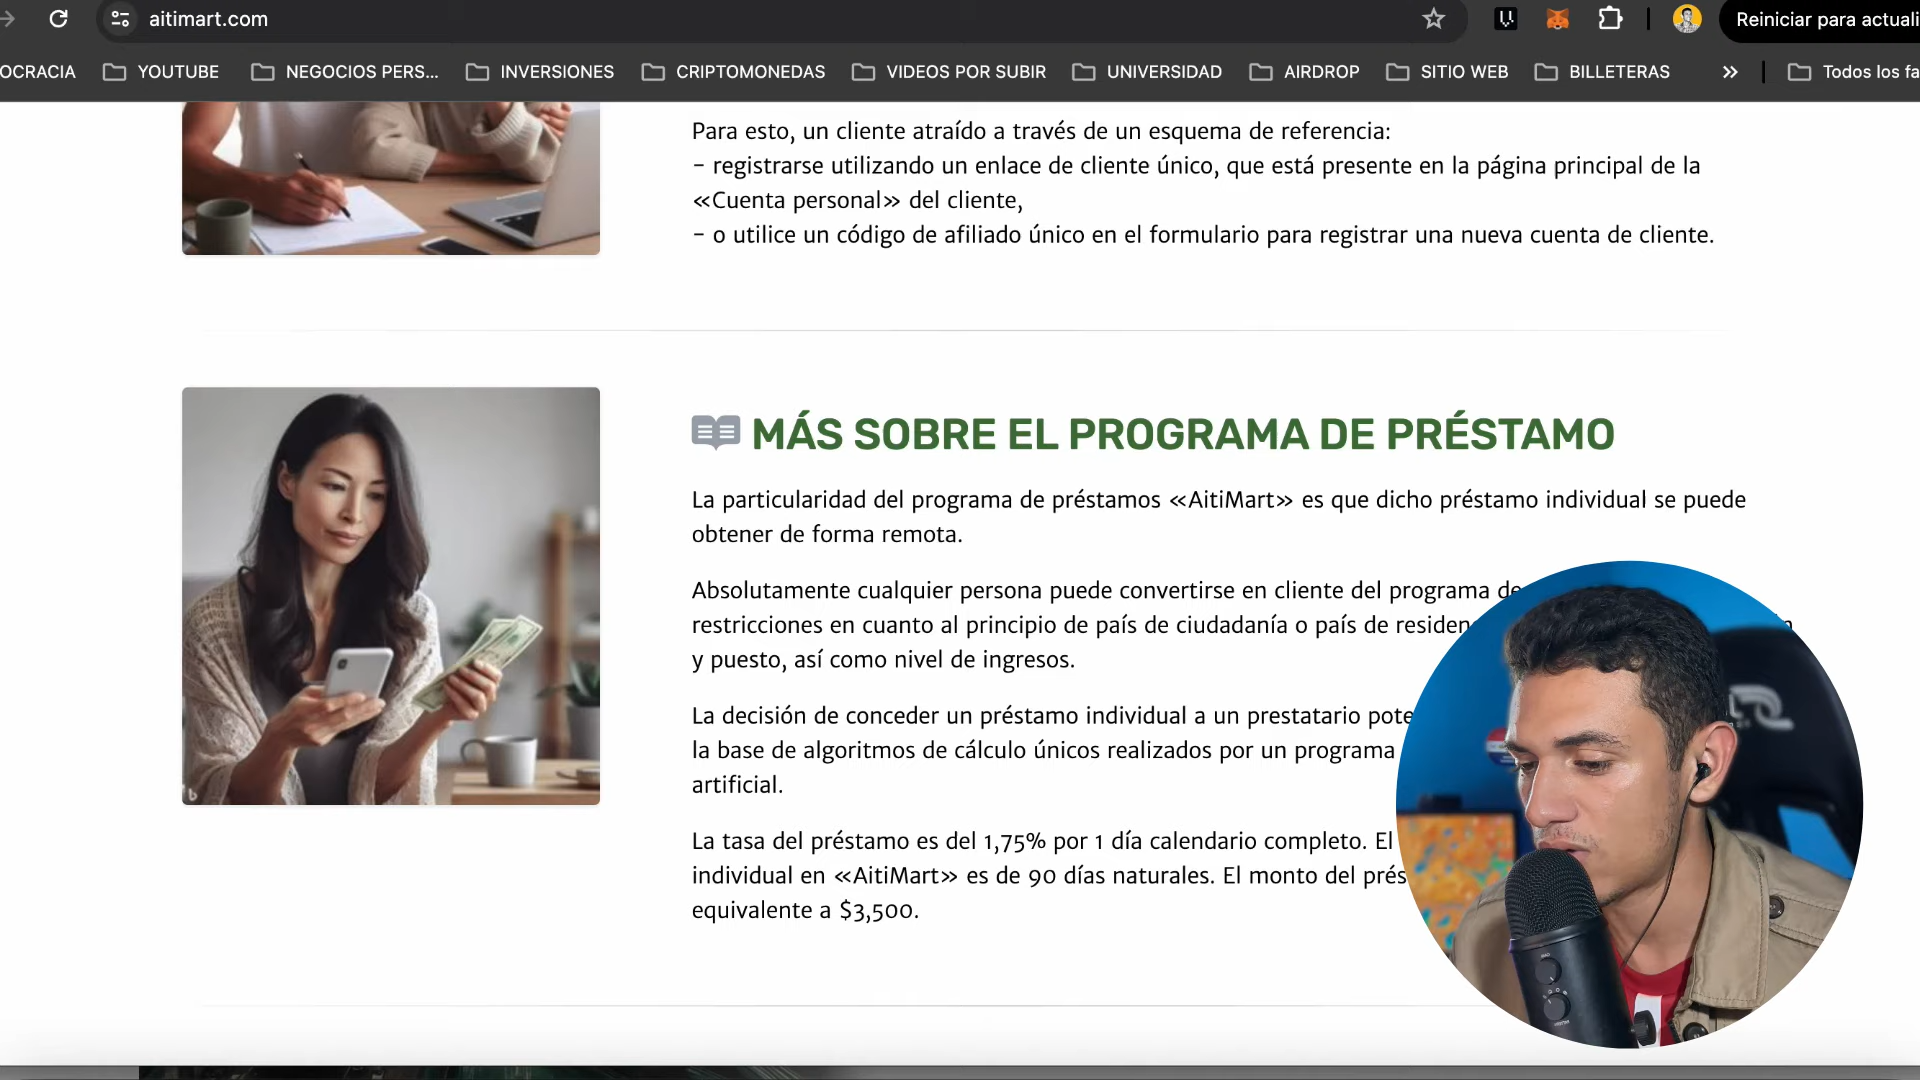 aitimart.com
Reiniciar para actuali
OCRACIA YOUTUBE NEGOCIOS PERS... INVERSIONES CRIPTOMONEDAS VIDEOS POR SUBIR UNIVERSIDAD AIRDROP SITIO WEB BILLETERAS Todos los fa
Para esto, un cliente atraído a través de un esquema de referencia:
– registrarse utilizando un enlace de cliente único, que está presente en la página principal de la
«Cuenta personal» del cliente,
– o utilice un código de afiliado único en el formulario para registrar una nueva cuenta de cliente.
MÁS SOBRE EL PROGRAMA DE PRÉSTAMO
La particularidad del programa de préstamos «AitiMart» es que dicho préstamo individual se puede
obtener de forma remota.
Absolutamente cualquier persona puede convertirse en cliente del programa de
restricciones en cuanto al principio de país de ciudadanía o país de residen
y puesto, así como nivel de ingresos.
La decisión de conceder un préstamo individual a un prestatario pote
la base de algoritmos de cálculo únicos realizados por un programa
artificial.
La tasa del préstamo es del 1,75% por 1 día calendario completo. El
individual en «AitiMart» es de 90 días naturales. El monto del prés
equivalente a $3,500.